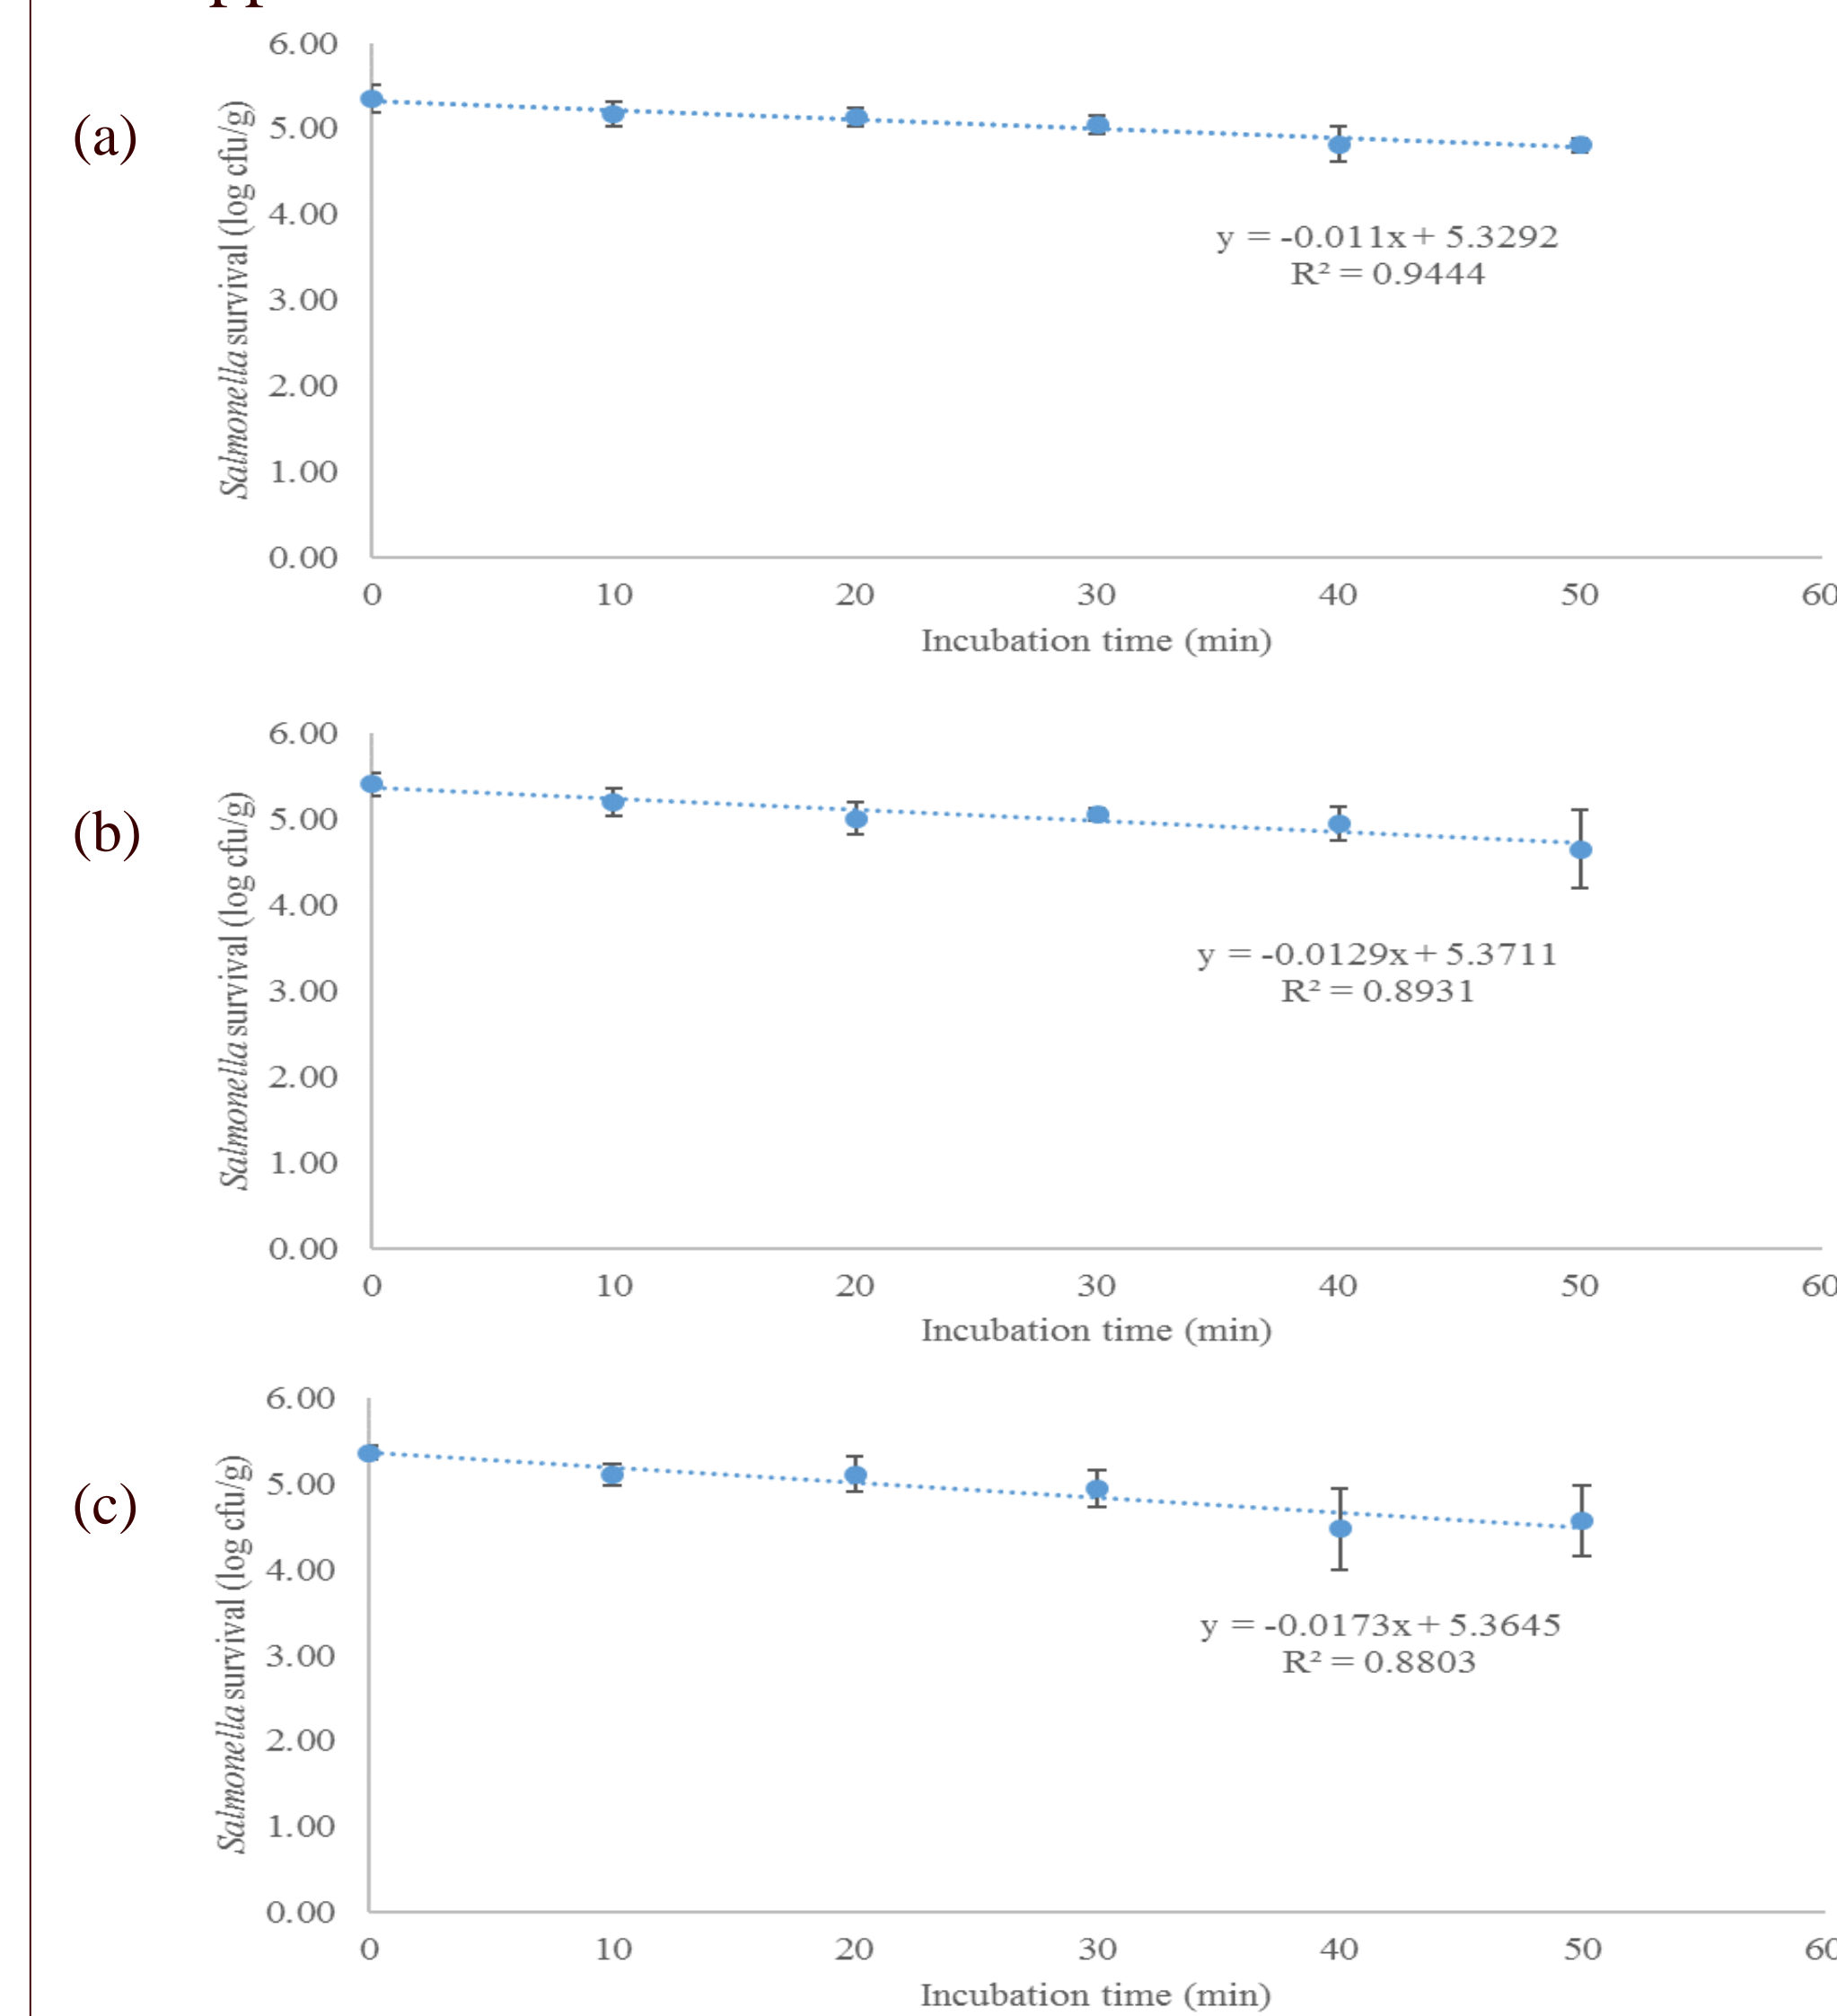 (a)
Salmonella survival (log cfu/g)
6.00
5.00
4.00
3.00
2.00
1.00
0.00
y = -0.011x + 5.3292
R² = 0.9444
0 10 20 30 40 50 60
Incubation time (min)
(b)
Salmonella survival (log cfu/g)
6.00
5.00
4.00
3.00
2.00
1.00
0.00
y = -0.0129x + 5.3711
R² = 0.8931
0 10 20 30 40 50 60
Incubation time (min)
(c)
Salmonella survival (log cfu/g)
6.00
5.00
4.00
3.00
2.00
1.00
0.00
y = -0.0173x + 5.3645
R² = 0.8803
0 10 20 30 40 50 60
Incubation time (min)